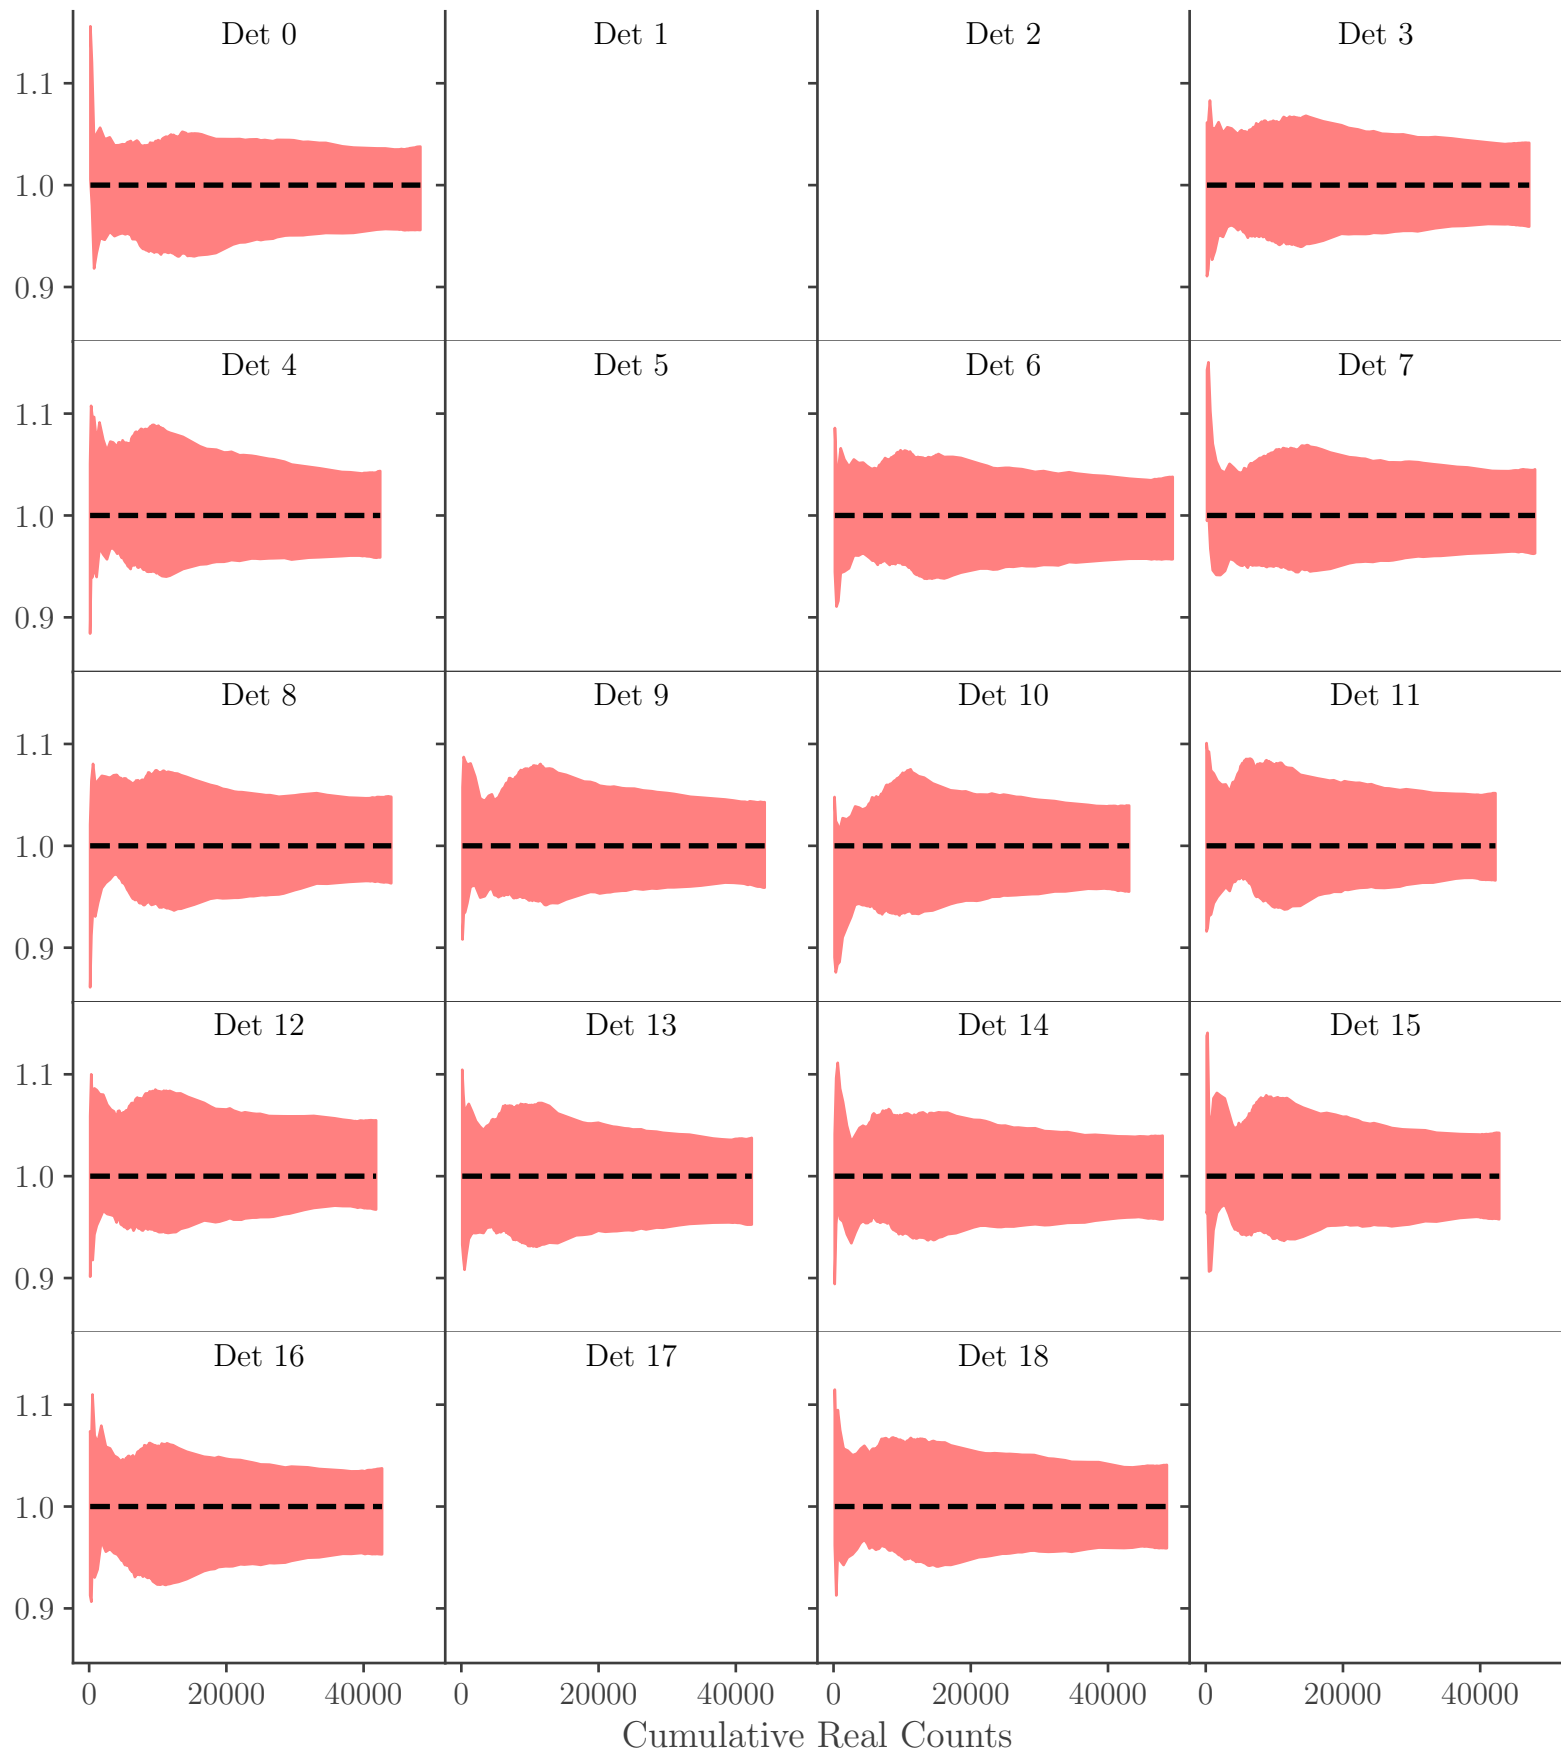 Det 0 Det 1 Det 2 Det 3
1.1
1.0
0.9
Det 4 Det 5 Det 6 Det 7
1.1
1.0
0.9
Det 8 Det 9 Det 10 Det 11
1.1
1.0
0.9
Det 12 Det 13 Det 14 Det 15
1.1
1.0
0.9
Det 16 Det 17 Det 18
1.1
1.0
0.9
0 20000 40000 0 20000 40000 0 20000 40000 0 20000 40000
Cumulative Real Counts